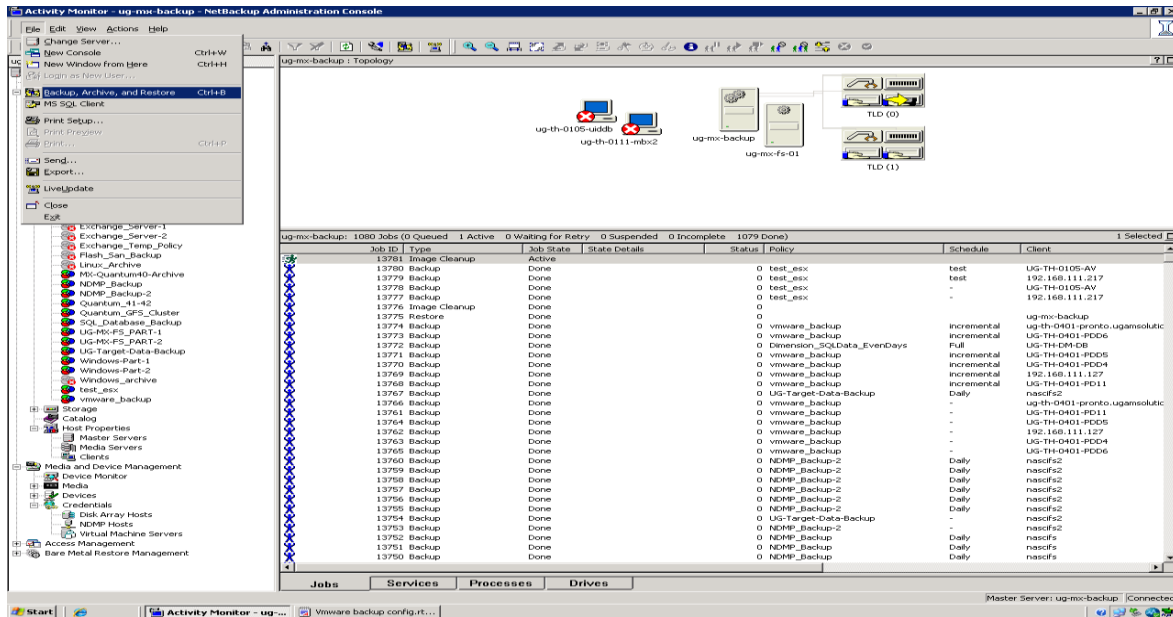 Activity Monitor - ug-mx-backup - NetBackup Administration Console
File Edit View Actions Help
Change Server...
New Console Ctrl+W
New Window from Here Ctrl+H
Login as New User...
Backup, Archive, and Restore Ctrl+B
MS SQL Client
Print Setup...
Print Preview
Print... Ctrl+P
Send...
Export...
LiveUpdate
Close
Exit
Exchange_Server-1
Exchange_Server-2
Exchange_Temp_Policy
Flash_San_Backup
Linux_Archive
MX-Quantum40-Archive
NDMP_Backup
NDMP_Backup-2
Quantum_41-42
Quantum_GFS_Cluster
SQL_Database_Backup
UG-MX-FS_PART-1
UG-MX-FS_PART-2
UG-Target-Data-Backup
Windows-Part-1
Windows-Part-2
Windows_archive
test_esx
vmware_backup
Storage
Catalog
Host Properties
Master Servers
Media Servers
Clients
Media and Device Management
Device Monitor
Media
Devices
Credentials
Disk Array Hosts
NDMP Hosts
Virtual Machine Servers
Access Management
Bare Metal Restore Management
ug-mx-backup : Topology
ug-th-0105-uiddb
ug-th-0111-mbx2
ug-mx-backup
ug-mx-fs-01
TLD (0)
TLD (1)
ug-mx-backup: 1080 Jobs (0 Queued 1 Active 0 Waiting for Retry 0 Suspended 0 Incomplete 1079 Done) 1 Selected
Job ID Type Job State State Details Status Policy Schedule Client
13781 Image Cleanup Active
13780 Backup Done 0 test_esx test UG-TH-0105-AV
13779 Backup Done 0 test_esx test 192.168.111.217
13778 Backup Done 0 test_esx - UG-TH-0105-AV
13777 Backup Done 0 test_esx - 192.168.111.217
13776 Image Cleanup Done 0
13775 Restore Done 0 ug-mx-backup
13774 Backup Done 0 vmware_backup incremental ug-th-0401-pronto.ugamsolutic
13773 Backup Done 0 vmware_backup incremental UG-TH-0401-PDD6
13772 Backup Done 0 Dimension_SQLData_EvenDays Full UG-TH-DM-DB
13771 Backup Done 0 vmware_backup incremental UG-TH-0401-PDD5
13770 Backup Done 0 vmware_backup incremental UG-TH-0401-PDD4
13769 Backup Done 0 vmware_backup incremental 192.168.111.127
13768 Backup Done 0 vmware_backup incremental UG-TH-0401-PD11
13767 Backup Done 0 UG-Target-Data-Backup Daily nascifs2
13766 Backup Done 0 vmware_backup - ug-th-0401-pronto.ugamsolutic
13761 Backup Done 0 vmware_backup - UG-TH-0401-PD11
13764 Backup Done 0 vmware_backup - UG-TH-0401-PDD5
13762 Backup Done 0 vmware_backup - 192.168.111.127
13763 Backup Done 0 vmware_backup - UG-TH-0401-PDD4
13765 Backup Done 0 vmware_backup - UG-TH-0401-PDD6
13760 Backup Done 0 NDMP_Backup-2 Daily nascifs2
13759 Backup Done 0 NDMP_Backup-2 Daily nascifs2
13758 Backup Done 0 NDMP_Backup-2 Daily nascifs2
13757 Backup Done 0 NDMP_Backup-2 Daily nascifs2
13756 Backup Done 0 NDMP_Backup-2 Daily nascifs2
13755 Backup Done 0 NDMP_Backup-2 Daily nascifs2
13754 Backup Done 0 UG-Target-Data-Backup - nascifs2
13753 Backup Done 0 NDMP_Backup-2 - nascifs2
13752 Backup Done 0 NDMP_Backup Daily nascifs
13751 Backup Done 0 NDMP_Backup Daily nascifs
13750 Backup Done 0 NDMP_Backup Daily nascifs
Jobs Services Processes Drives
Master Server: ug-mx-backup Connected
Start Activity Monitor - ug-... Vmware backup config.rt...